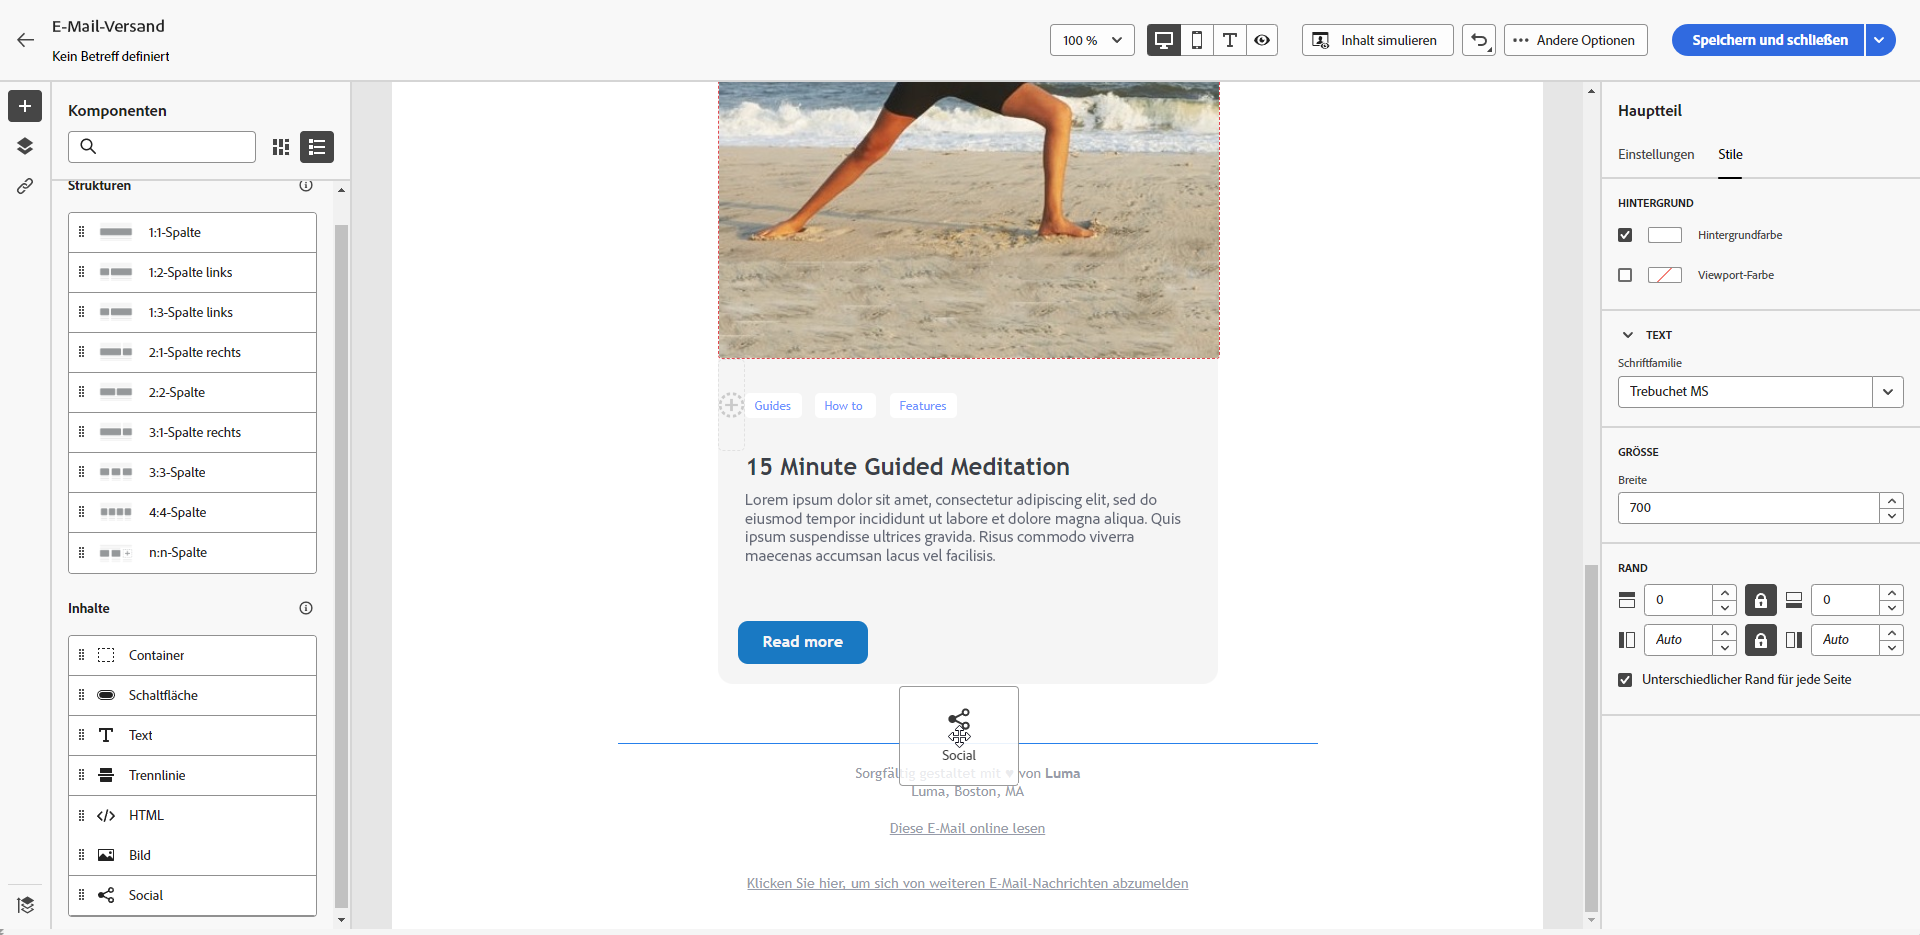 E-Mail-Versand
Kein Betreff definiert
100 %
Inhalt simulieren
Andere Optionen
Speichern und schließen
Komponenten
Strukturen
1:1-Spalte
1:2-Spalte links
1:3-Spalte links
2:1-Spalte rechts
2:2-Spalte
3:1-Spalte rechts
3:3-Spalte
4:4-Spalte
n:n-Spalte
Inhalte
Container
Schaltfläche
Text
Trennlinie
HTML
Bild
Social
Guides
How to
Features
15 Minute Guided Meditation
Lorem ipsum dolor sit amet, consectetur adipiscing elit, sed do
eiusmod tempor incididunt ut labore et dolore magna aliqua. Quis
ipsum suspendisse ultrices gravida. Risus commodo viverra
maecenas accumsan lacus vel facilisis.
Read more
Social
Sorgfältig gestaltet mit ♥ von Luma
Luma, Boston, MA
Diese E-Mail online lesen
Klicken Sie hier, um sich von weiteren E-Mail-Nachrichten abzumelden
Hauptteil
Einstellungen
Stile
HINTERGRUND
Hintergrundfarbe
Viewport-Farbe
TEXT
Schriftfamilie
Trebuchet MS
GRÖSSE
Breite
700
RAND
0
0
Auto
Auto
Unterschiedlicher Rand für jede Seite